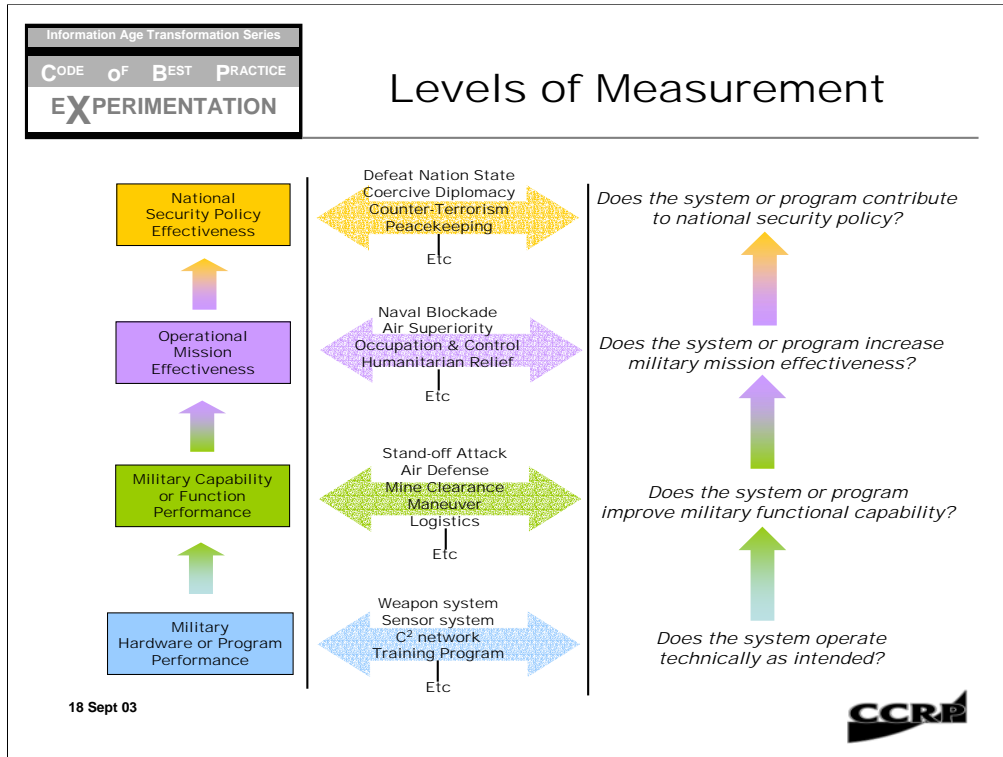 Information Age Transformation Series
CODE OF BEST PRACTICE
EXPERIMENTATION
Levels of Measurement
National
Security Policy
Effectiveness
Defeat Nation State
Coercive Diplomacy
Counter-Terrorism
Peacekeeping
Etc
Does the system or program contribute
to national security policy?
Operational
Mission
Effectiveness
Naval Blockade
Air Superiority
Occupation & Control
Humanitarian Relief
Etc
Does the system or program increase
military mission effectiveness?
Military Capability
or Function
Performance
Stand-off Attack
Air Defense
Mine Clearance
Maneuver
Logistics
Etc
Does the system or program
improve military functional capability?
Military
Hardware or Program
Performance
Weapon system
Sensor system
C² network
Training Program
Etc
Does the system operate
technically as intended?
18 Sept 03
CCRP